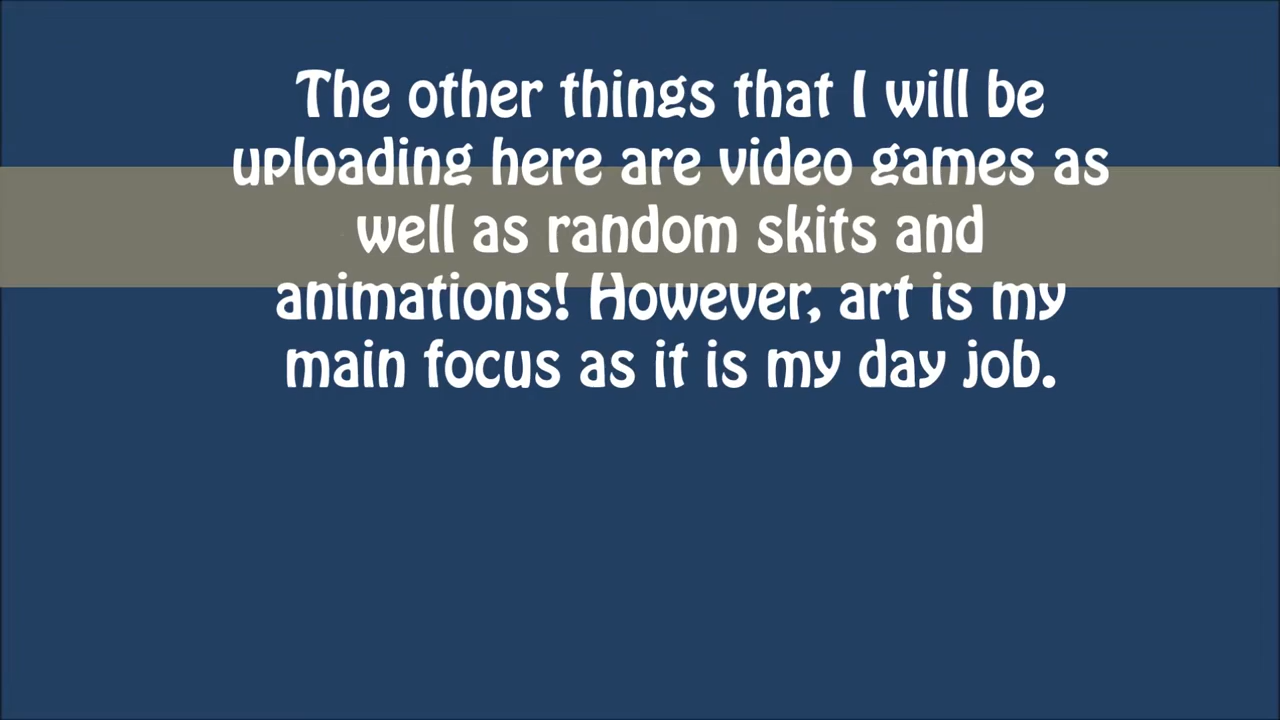 The other things that I will be
uploading here are video games as
well as random skits and
animations! However, art is my
main focus as it is my day job.